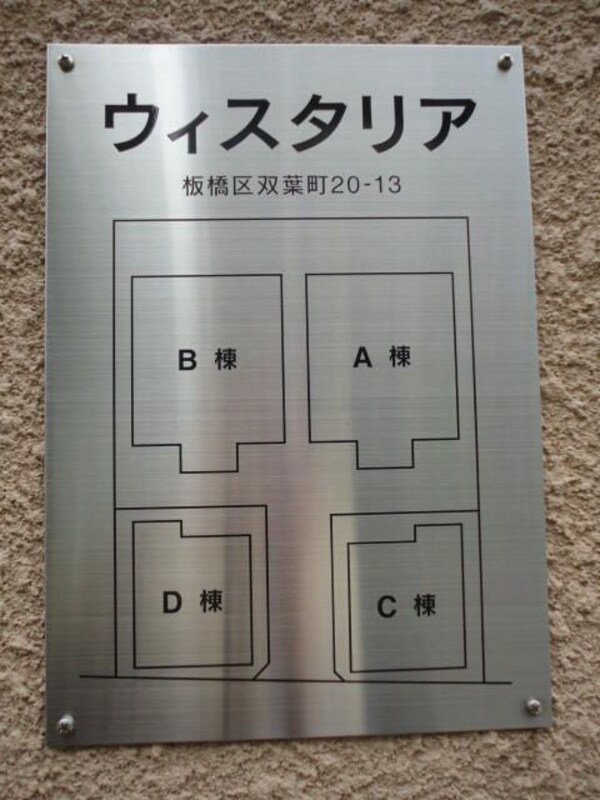 ウィスタリア
板橋区双葉町20-13
B 棟
A 棟
D 棟
C 棟